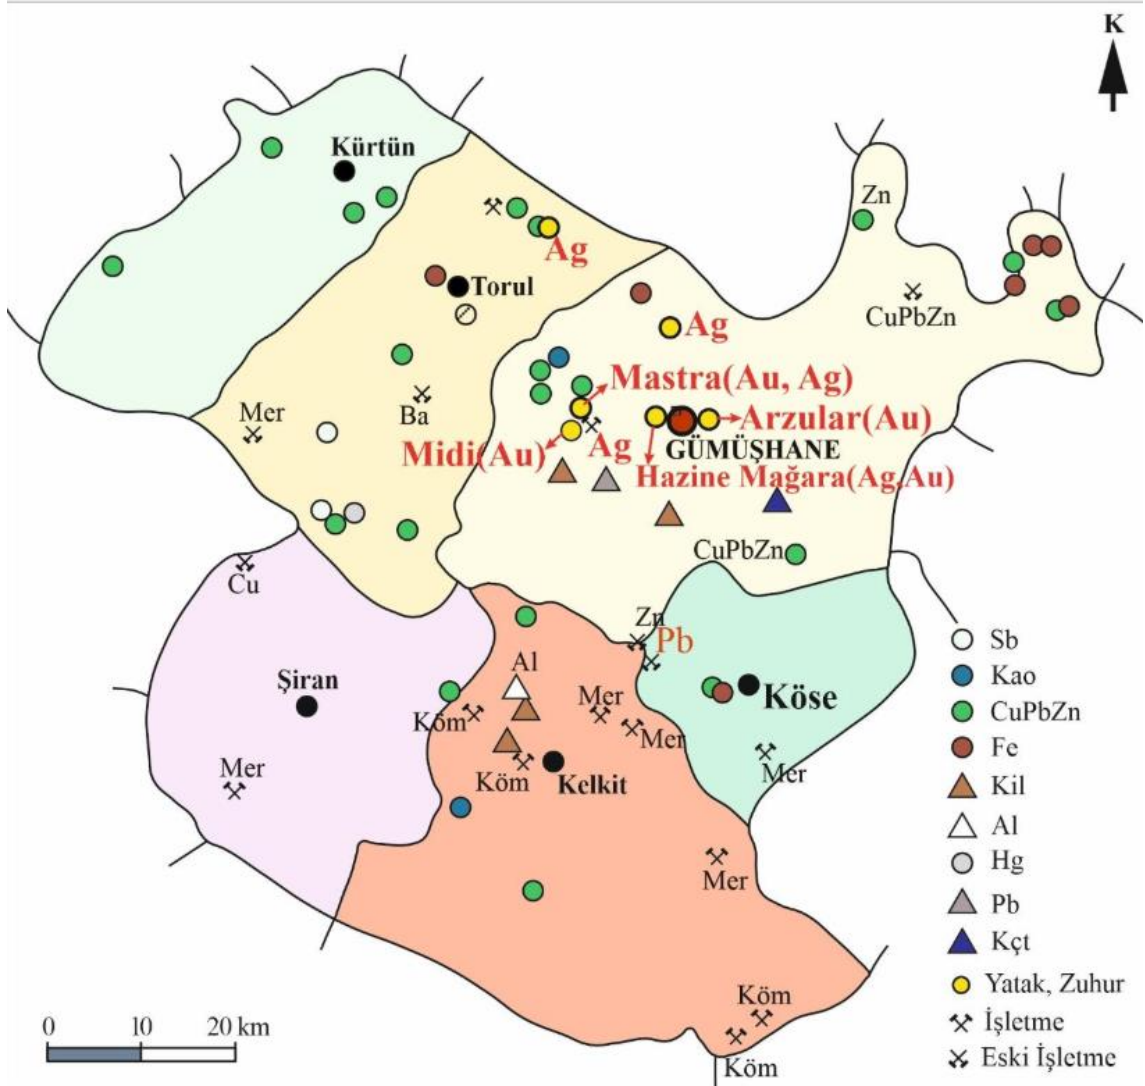 K
Kürtün
Zn
Ag
Torul
CuPbZn
Ag
Mastra(Au, Ag)
Mer
Ba
Arzular(Au)
Midi(Au)
Ag
GÜMÜŞHANE
Hazine Mağara(Ag,Au)
CuPbZn
Cu
Zn
Pb
Sb
Al
Kao
Şiran
Köm
Mer
Mer
Köse
CuPbZn
Fe
Mer
Köm
Kelkit
Mer
Kil
Al
Mer
Hg
Pb
Kçt
Yatak, Zuhur
Köm
Köm
İşletme
Eski İşletme
0 10 20 km